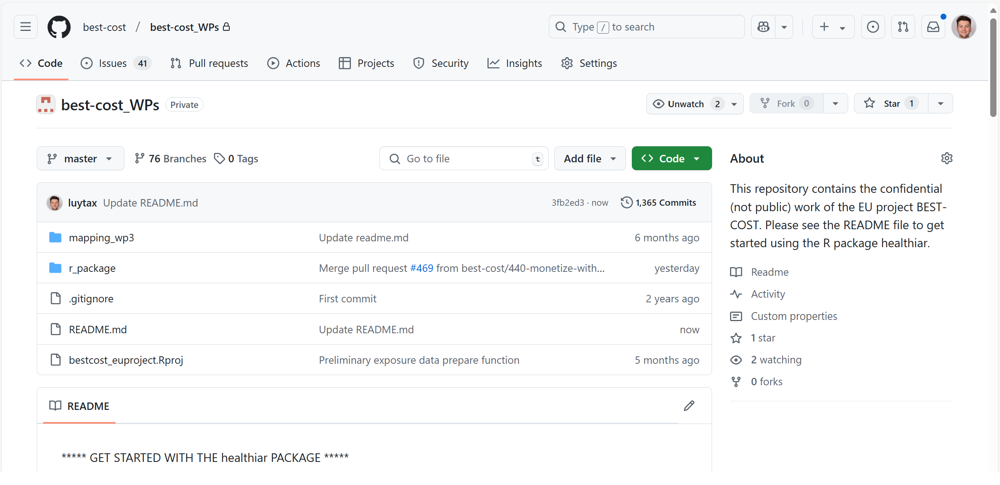 best-cost / best-cost_WPs
Type / to search
Code
Issues 41
Pull requests
Actions
Projects
Security
Insights
Settings
best-cost_WPs Private
Unwatch 2
Fork 0
Star 1
master
76 Branches
0 Tags
Go to file t
Add file
Code
luytax Update README.md 3fb2ed3 · now 1,365 Commits
mapping_wp3 Update readme.md 6 months ago
r_package Merge pull request #469 from best-cost/440-monetize-with... yesterday
.gitignore First commit 2 years ago
README.md Update README.md now
bestcost_euproject.Rproj Preliminary exposure data prepare function 5 months ago
README
***** GET STARTED WITH THE healthiar PACKAGE *****
About
This repository contains the confidential
(not public) work of the EU project BEST-
COST. Please see the README file to get
started using the R package healthiar.
Readme
Activity
Custom properties
1 star
2 watching
0 forks